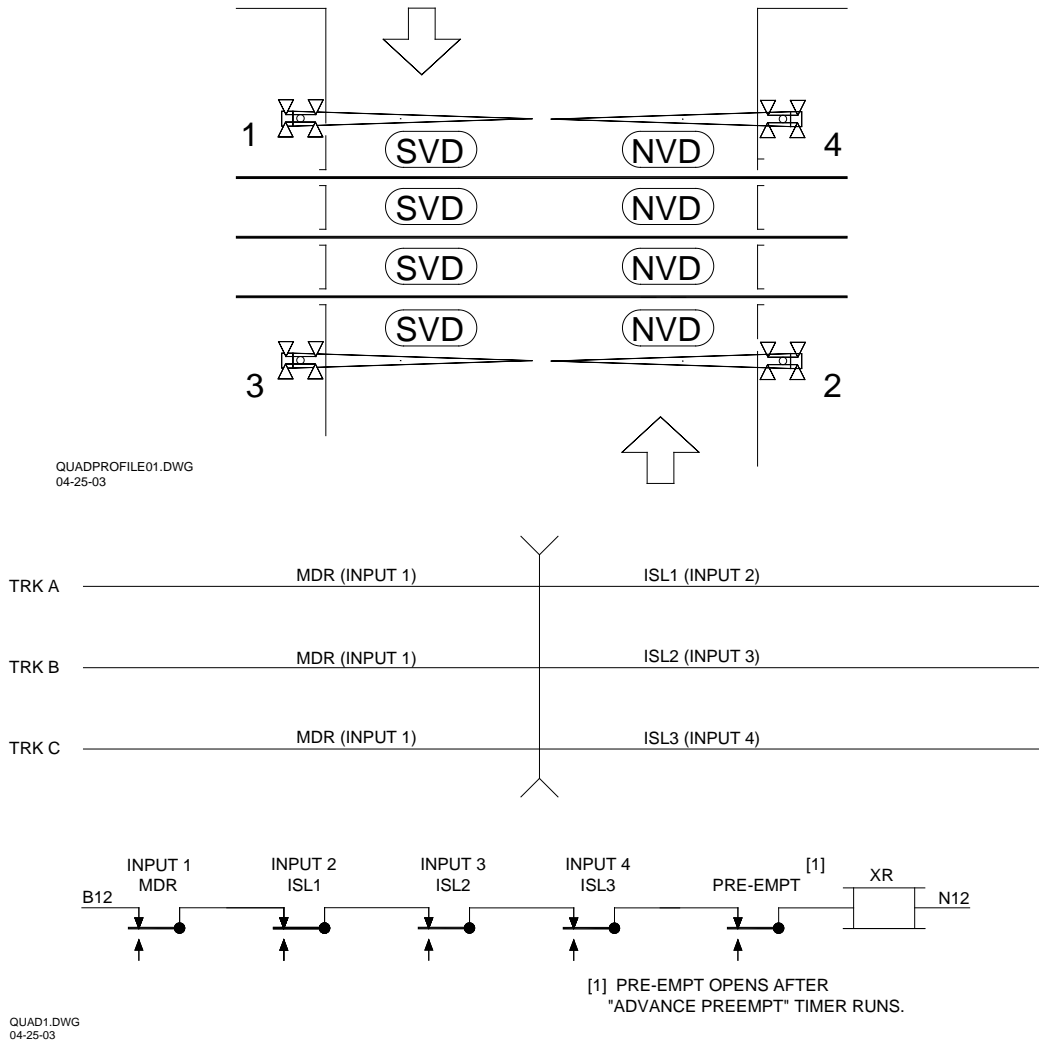 1
4
SVD NVD
SVD NVD
SVD NVD
SVD NVD
3
2
QUADPROFILE01.DWG
04-25-03
TRK A
MDR (INPUT 1)
ISL1 (INPUT 2)
TRK B
MDR (INPUT 1)
ISL2 (INPUT 3)
TRK C
MDR (INPUT 1)
ISL3 (INPUT 4)
B12
INPUT 1
MDR
INPUT 2
ISL1
INPUT 3
ISL2
INPUT 4
ISL3
PRE-EMPT
[1]
XR
N12
[1] PRE-EMPT OPENS AFTER
"ADVANCE PREEMPT" TIMER RUNS.
QUAD1.DWG
04-25-03